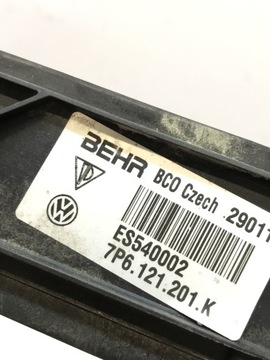 BEHR
BCO Czech 29011
ES540002
7P6.121.201.K